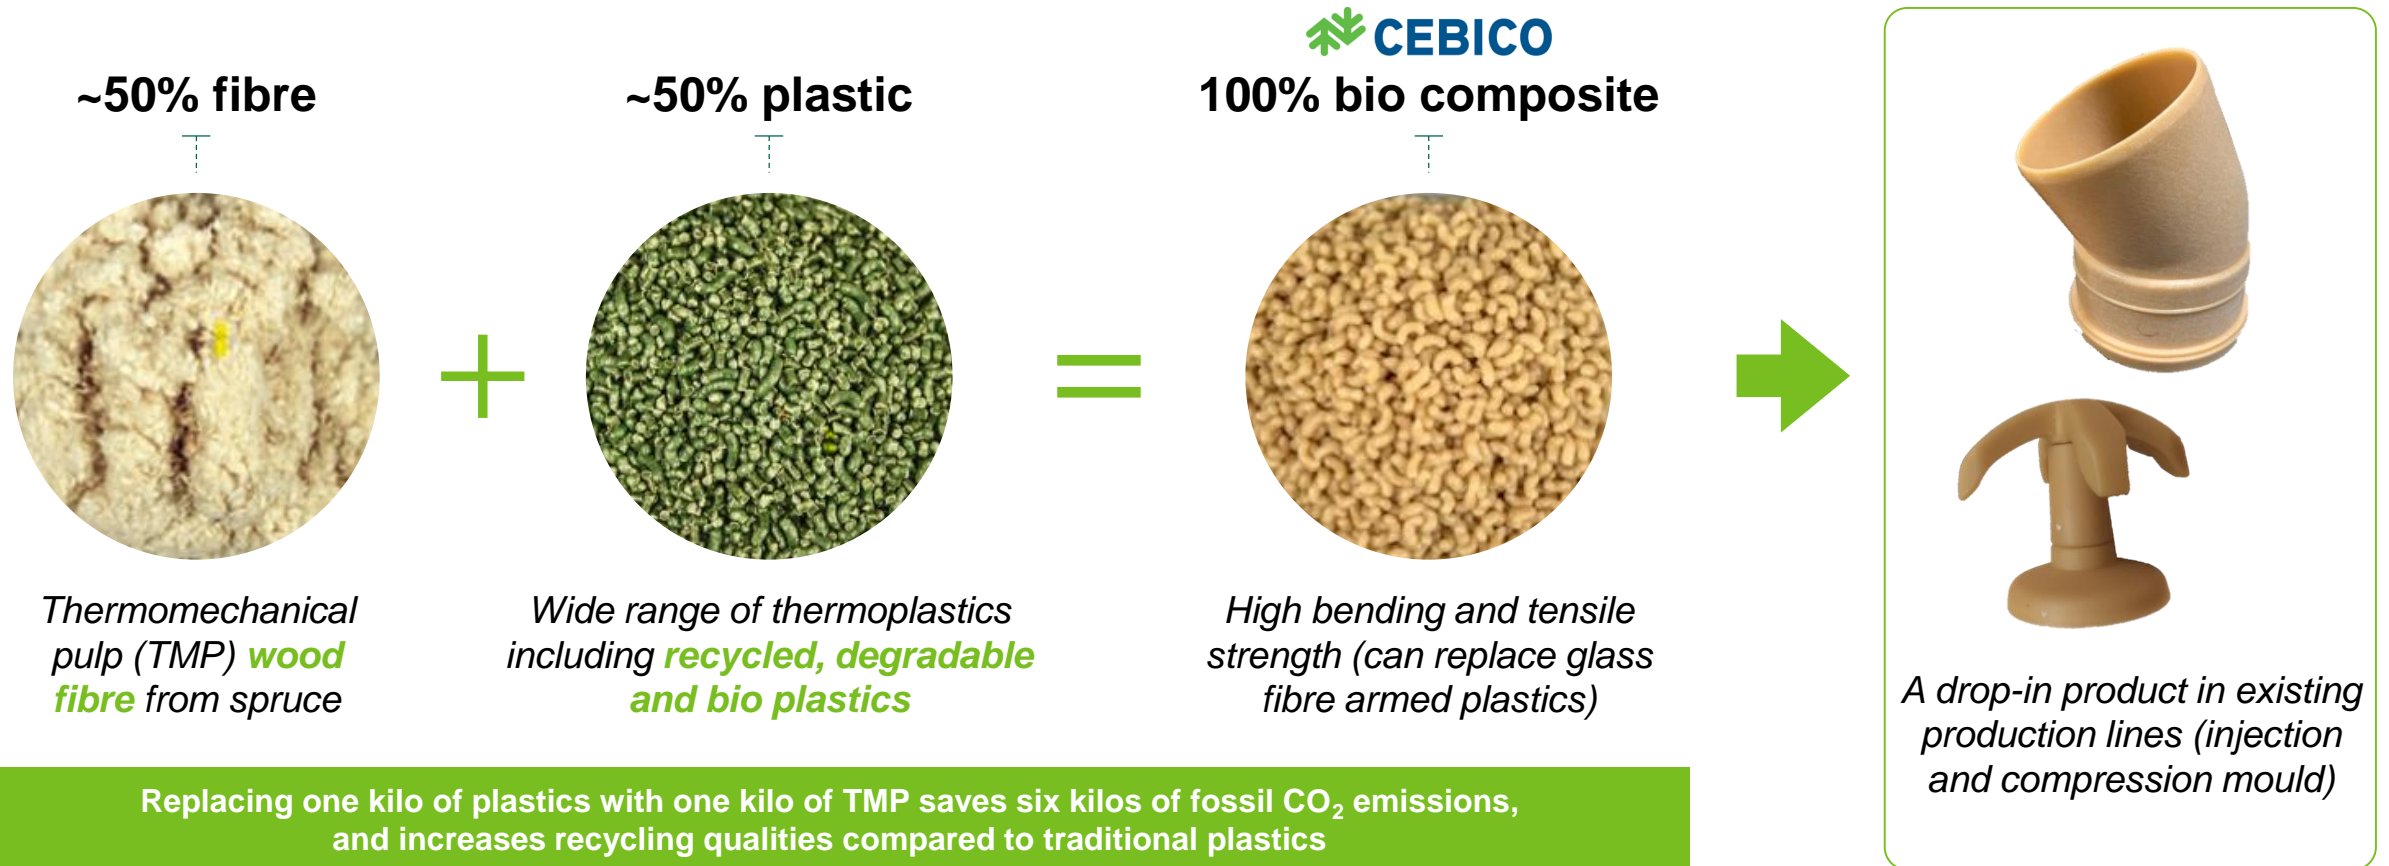 ~50% fibre
Thermomechanical
pulp (TMP) wood
fibre from spruce
~50% plastic
Wide range of thermoplastics
including recycled, degradable
and bio plastics
CEBICO
100% bio composite
High bending and tensile
strength (can replace glass
fibre armed plastics)
A drop-in product in existing
production lines (injection
and compression mould)
Replacing one kilo of plastics with one kilo of TMP saves six kilos of fossil CO₂ emissions,
and increases recycling qualities compared to traditional plastics